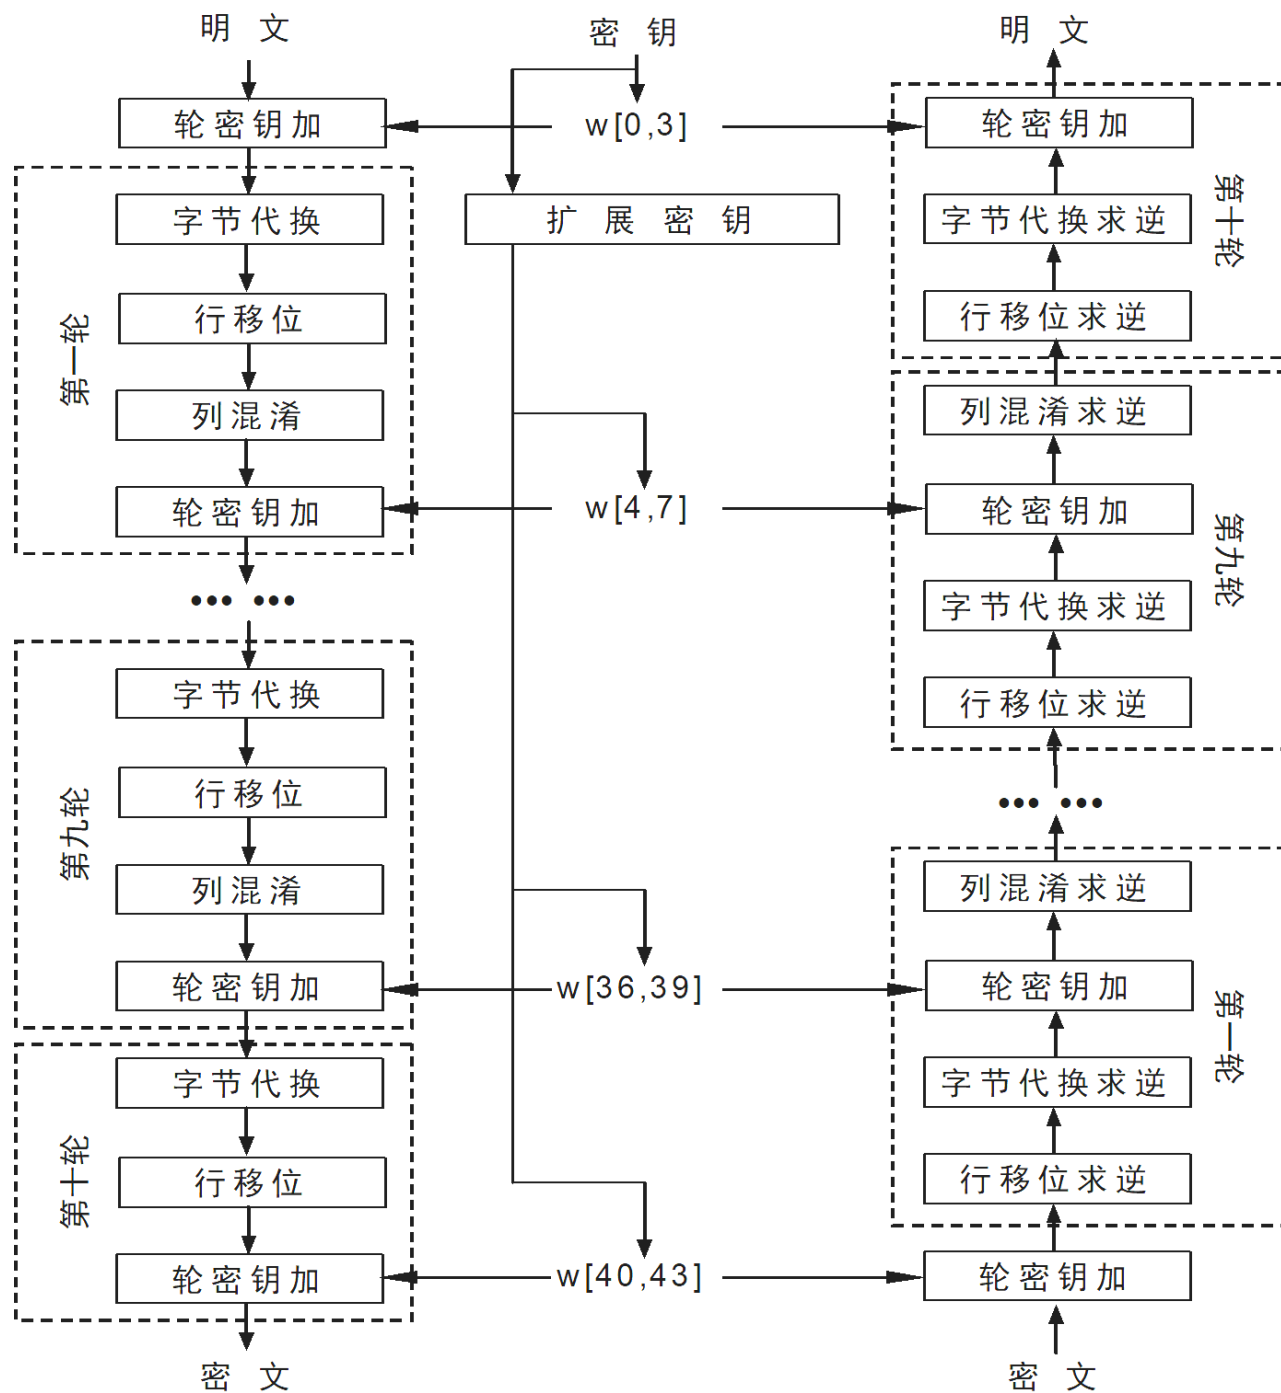 明 文
轮密钥加
第一轮
字节代换
行移位
列混淆
轮密钥加
••• •••
第九轮
字节代换
行移位
列混淆
轮密钥加
第十轮
字节代换
行移位
轮密钥加
密 文
密 钥
w[0,3]
扩 展 密 钥
w[4,7]
w[36,39]
w[40,43]
明 文
轮密钥加
字节代换求逆
行移位求逆
第十轮
列混淆求逆
轮密钥加
字节代换求逆
行移位求逆
第九轮
••• •••
列混淆求逆
轮密钥加
字节代换求逆
行移位求逆
第一轮
轮密钥加
密 文